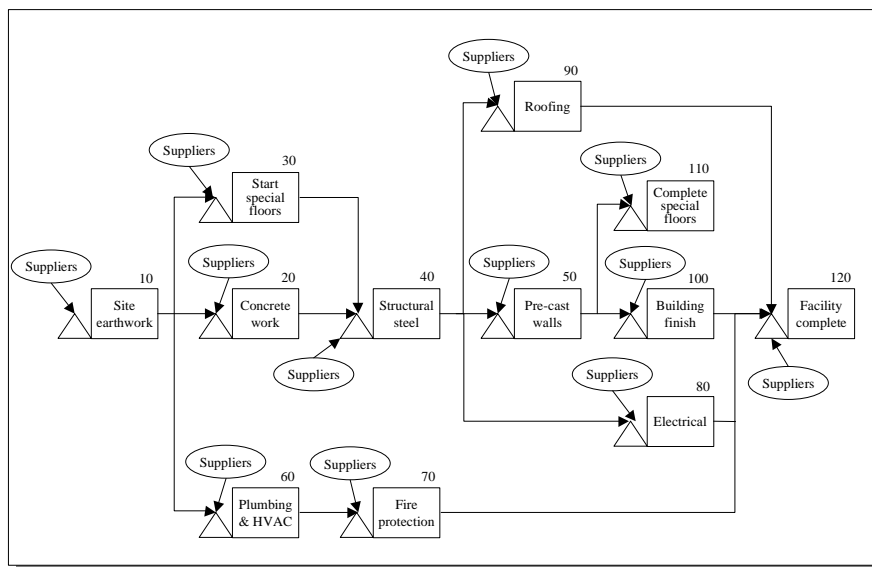 Suppliers
90
Roofing
Suppliers
30
Start
special
floors
Suppliers
110
Complete
special
floors
Suppliers
10
Site
earthwork
Suppliers
20
Concrete
work
40
Structural
steel
Suppliers
Suppliers
50
Pre-cast
walls
Suppliers
100
Building
finish
120
Facility
complete
Suppliers
Suppliers
80
Electrical
Suppliers
60
Plumbing
& HVAC
Suppliers
70
Fire
protection